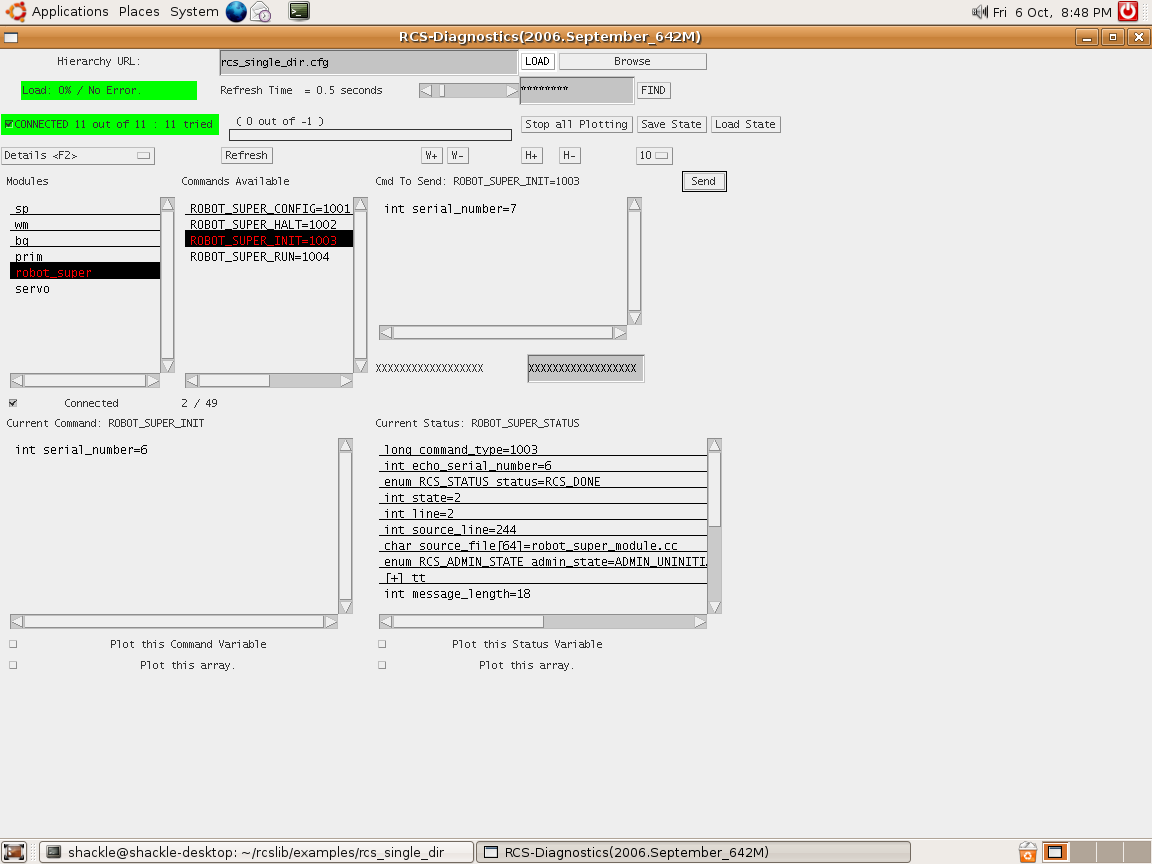 Applications Places System Fri 6 Oct, 8:48 PM
RCS-Diagnostics(2006.September_642M)
Hierarchy URL: rcs_single_dir.cfg LOAD Browse
Load: 0% / No Error. Refresh Time = 0.5 seconds ******** FIND
CONNECTED 11 out of 11 : 11 tried ( 0 out of -1 ) Stop all Plotting Save State Load State
Details <F2> Refresh W+ W- H+ H- 10
Modules Commands Available Cmd To Send: ROBOT_SUPER_INIT=1003 Send
sp ROBOT_SUPER_CONFIG=1001 int serial_number=7
wm ROBOT_SUPER_HALT=1002
bg ROBOT_SUPER_INIT=1003
prim ROBOT_SUPER_RUN=1004
robot_super
servo
XXXXXXXXXXXXXXXXXX XXXXXXXXXXXXXXXXXX
Connected 2 / 49
Current Command: ROBOT_SUPER_INIT Current Status: ROBOT_SUPER_STATUS
int serial_number=6 long command_type=1003
int echo_serial_number=6
enum RCS_STATUS status=RCS_DONE
int state=2
int line=2
int source_line=244
char source_file[64]=robot_super_module.cc
enum RCS_ADMIN_STATE admin_state=ADMIN_UNINITI
[+] tt
int message_length=18
Plot this Command Variable Plot this Status Variable
Plot this array. Plot this array.
shackle@shackle-desktop: ~/rcslib/examples/rcs_single_dir RCS-Diagnostics(2006.September_642M)